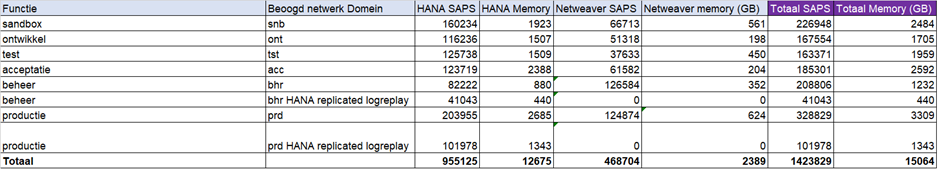 Functie Beoogd netwerk Domein HANA SAPS HANA Memory Netweaver SAPS Netweaver memory (GB) Totaal SAPS Totaal Memory (GB)
sandbox snb 160234 1923 66713 561 226948 2484
ontwikkel ont 116236 1507 51318 198 167554 1705
test tst 125738 1509 37633 450 163371 1959
acceptatie acc 123719 2388 61582 204 185301 2592
beheer bhr 82222 880 126584 352 208806 1232
beheer bhr HANA replicated logreplay 41043 440 0 0 41043 440
productie prd 203955 2685 124874 624 328829 3309
productie prd HANA replicated logreplay 101978 1343 0 0 101978 1343
Totaal 955125 12675 468704 2389 1423829 15064